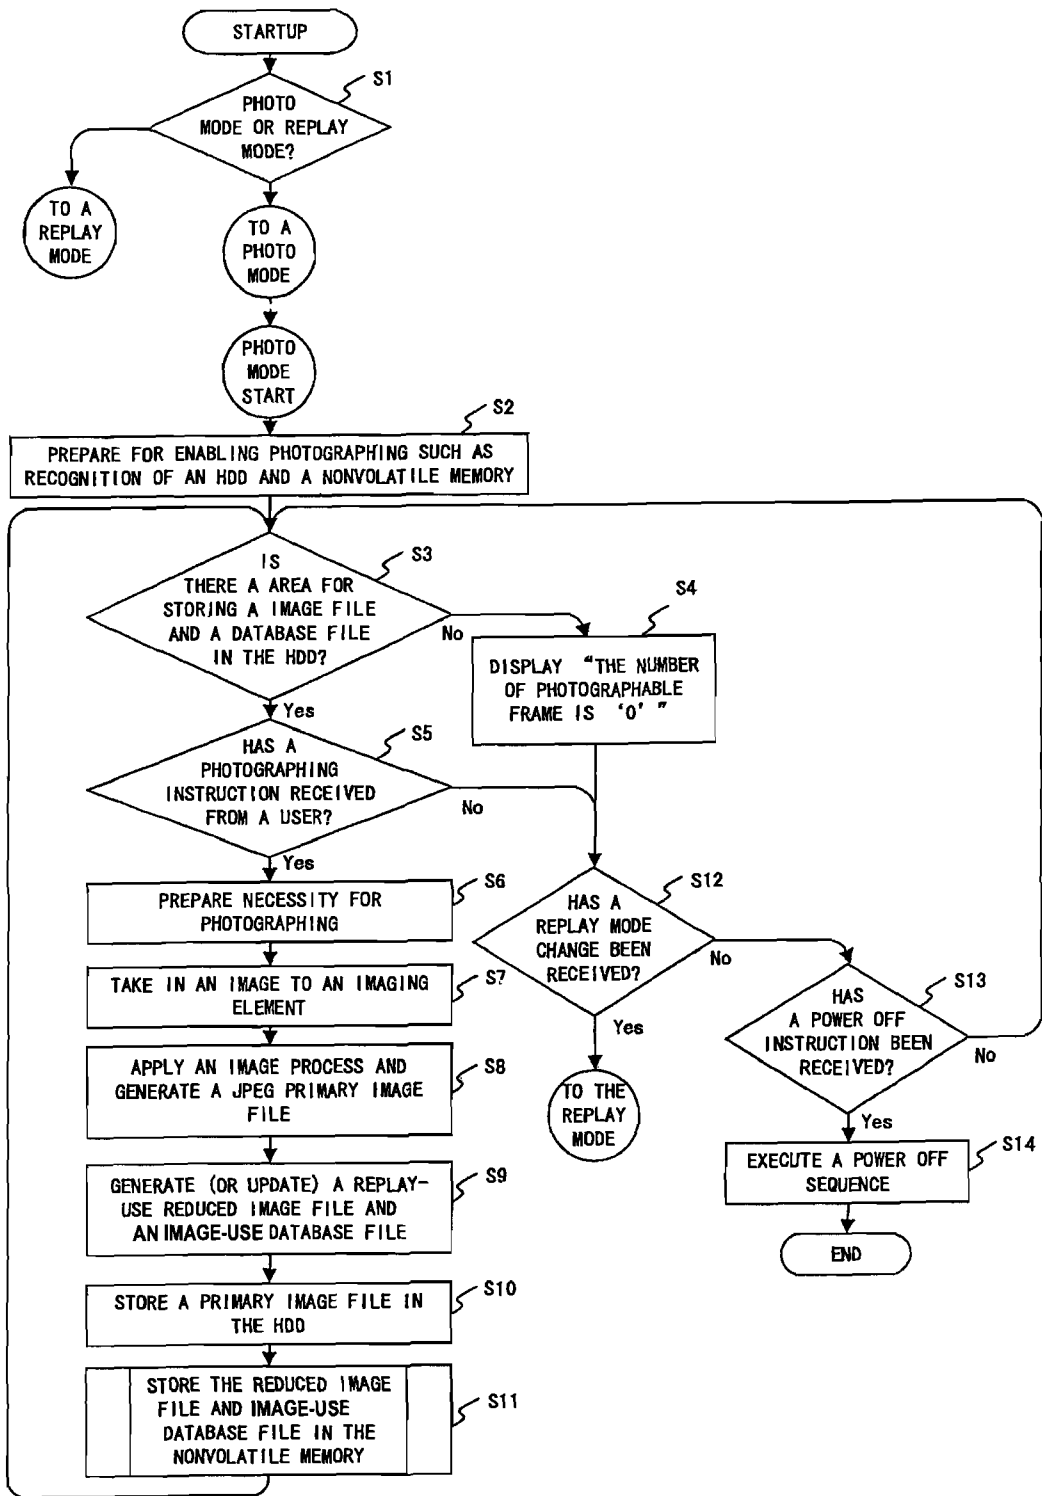 STARTUP
S1
PHOTO
MODE OR REPLAY
MODE?
TO A
REPLAY
MODE
TO A
PHOTO
MODE
PHOTO
MODE
START
S2
PREPARE FOR ENABLING PHOTOGRAPHING SUCH AS
RECOGNITION OF AN HDD AND A NONVOLATILE MEMORY
S3
IS
THERE A AREA FOR
STORING A IMAGE FILE
AND A DATABASE FILE
IN THE HDD?
No
Yes
S4
DISPLAY “THE NUMBER
OF PHOTOGRAPHABLE
FRAME IS ‘0’ ”
S5
HAS A
PHOTOGRAPHING
INSTRUCTION RECEIVED
FROM A USER?
No
Yes
S6
PREPARE NECESSITY FOR
PHOTOGRAPHING
S7
TAKE IN AN IMAGE TO AN IMAGING
ELEMENT
S8
APPLY AN IMAGE PROCESS AND
GENERATE A JPEG PRIMARY IMAGE
FILE
S9
GENERATE (OR UPDATE) A REPLAY-
USE REDUCED IMAGE FILE AND
AN IMAGE-USE DATABASE FILE
S10
STORE A PRIMARY IMAGE FILE IN
THE HDD
S11
STORE THE REDUCED IMAGE
FILE AND IMAGE-USE
DATABASE FILE IN THE
NONVOLATILE MEMORY
S12
HAS A
REPLAY MODE
CHANGE BEEN
RECEIVED?
No
Yes
TO THE
REPLAY
MODE
S13
HAS
A POWER OFF
INSTRUCTION BEEN
RECEIVED?
No
Yes
S14
EXECUTE A POWER OFF
SEQUENCE
END